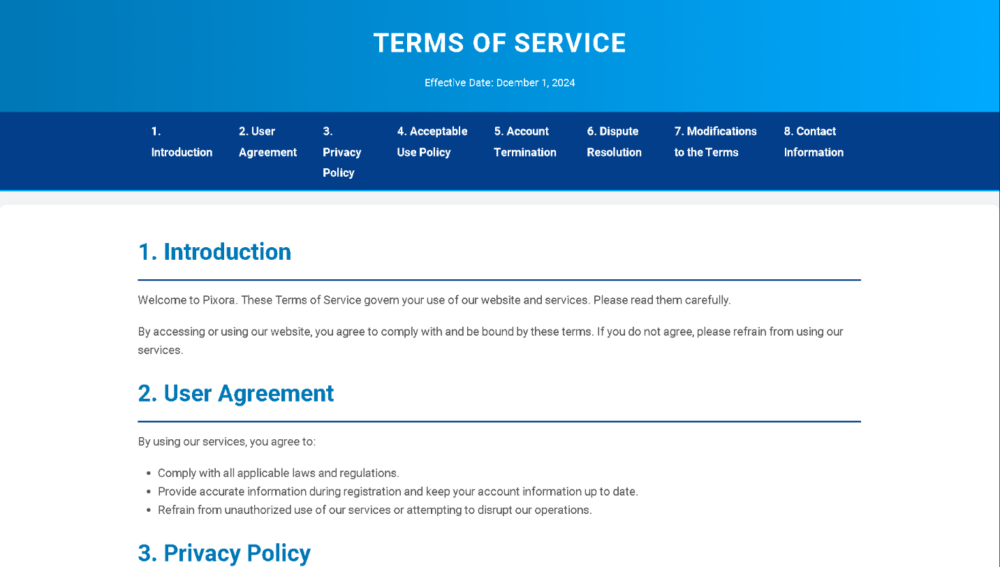 TERMS OF SERVICE
Effective Date: Dcember 1, 2024
1.
Introduction
2. User
Agreement
3.
Privacy
Policy
4. Acceptable
Use Policy
5. Account
Termination
6. Dispute
Resolution
7. Modifications
to the Terms
8. Contact
Information
1. Introduction
Welcome to Pixora. These Terms of Service govern your use of our website and services. Please read them carefully.
By accessing or using our website, you agree to comply with and be bound by these terms. If you do not agree, please refrain from using our
services.
2. User Agreement
By using our services, you agree to:
• Comply with all applicable laws and regulations.
• Provide accurate information during registration and keep your account information up to date.
• Refrain from unauthorized use of our services or attempting to disrupt our operations.
3. Privacy Policy